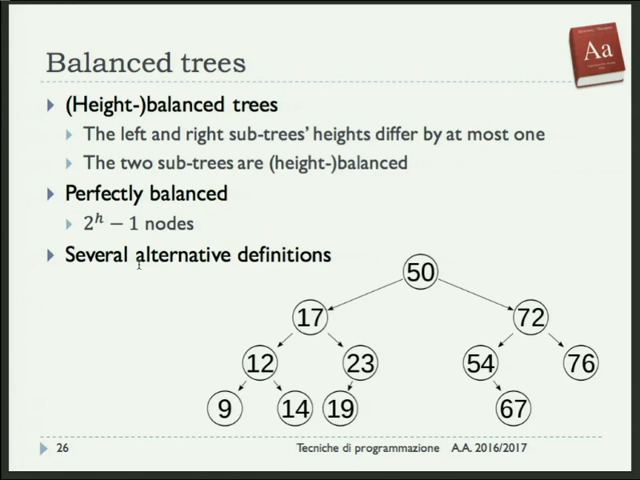 Balanced trees
Aa
(Height-)balanced trees
The left and right sub-trees' heights differ by at most one
The two sub-trees are (height-)balanced
Perfectly balanced
2^h − 1 nodes
Several alternative definitions
50
17 72
12 23 54 76
9 14 19 67
26 Tecniche di programmazione A.A. 2016/2017